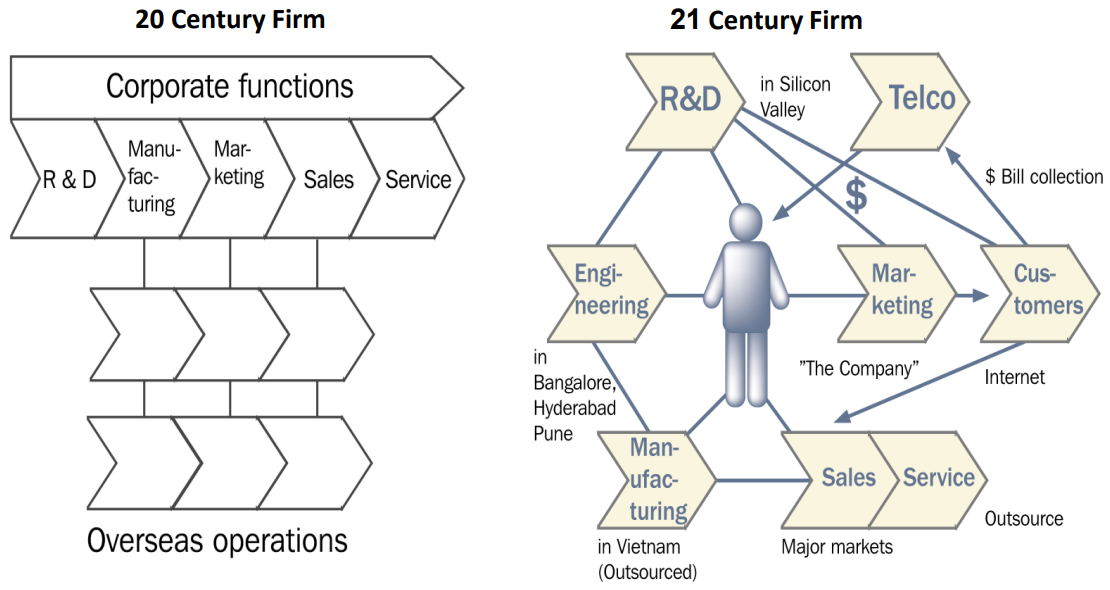 20 Century Firm
Corporate functions
R & D
Manu-
fac-
turing
Mar-
keting
Sales
Service
Overseas operations
21 Century Firm
R&D
in Silicon
Valley
Telco
$ Bill collection
$
Engi-
neering
Mar-
keting
Cus-
tomers
in
Bangalore,
Hyderabad
Pune
"The Company"
Internet
Man-
ufac-
turing
Sales
Service
Outsource
in Vietnam
(Outsourced)
Major markets